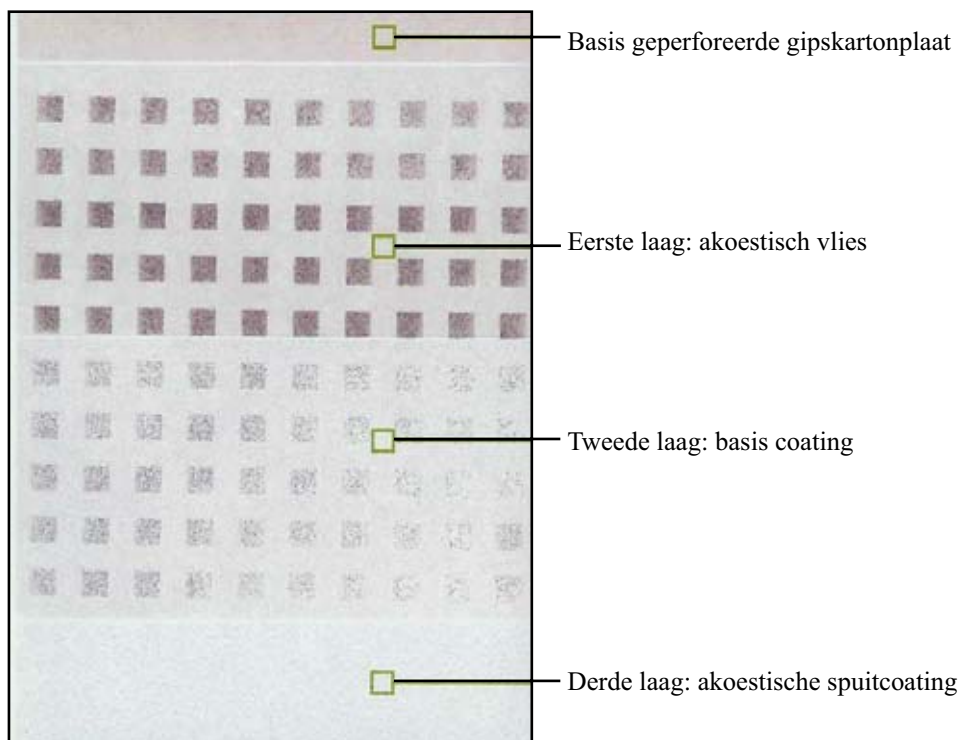 Basis geperforeerde gipskartonplaat
Eerste laag: akoestisch vlies
Tweede laag: basis coating
Derde laag: akoestische spuitcoating